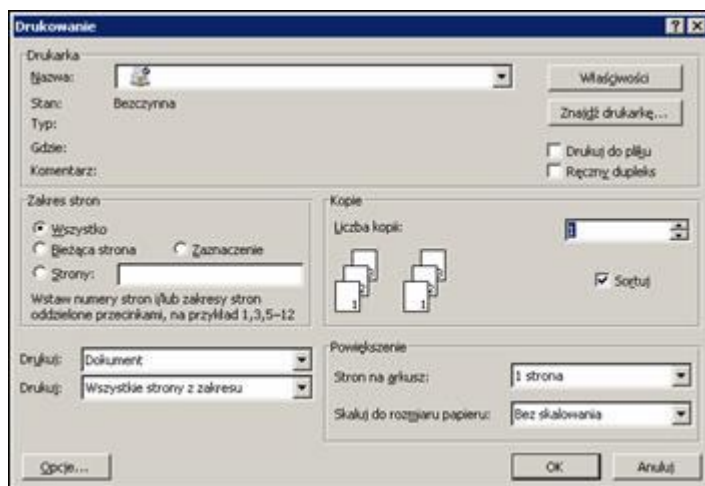 Drukowanie
Drukarka
Nazwa:
Właściwości
Stan: Bezczynna
Znajdź drukarkę...
Typ:
Gdzie:
Drukuj do pliku
Komentarz:
Ręczny dupleks
Zakres stron
Wszystko
Bieżąca strona Zaznaczenie
Strony:
Wstaw numery stron i/lub zakresy stron
oddzielone przecinkami, na przykład 1,3,5–12
Kopie
Liczba kopii: 1
Sortuj
Drukuj: Dokument
Drukuj: Wszystkie strony z zakresu
Powiększenie
Stron na arkusz: 1 strona
Skaluj do rozmiaru papieru: Bez skalowania
Opcje...
OK Anuluj